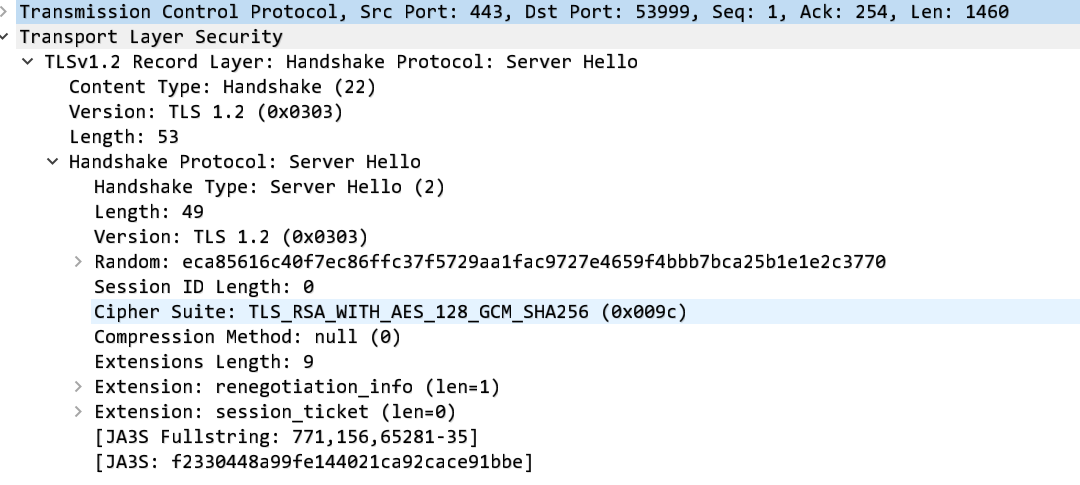 Transmission Control Protocol, Src Port: 443, Dst Port: 53999, Seq: 1, Ack: 254, Len: 1460
Transport Layer Security
TLSv1.2 Record Layer: Handshake Protocol: Server Hello
Content Type: Handshake (22)
Version: TLS 1.2 (0x0303)
Length: 53
Handshake Protocol: Server Hello
Handshake Type: Server Hello (2)
Length: 49
Version: TLS 1.2 (0x0303)
Random: eca85616c40f7ec86ffc37f5729aa1fac9727e4659f4bbb7bca25b1e1e2c3770
Session ID Length: 0
Cipher Suite: TLS_RSA_WITH_AES_128_GCM_SHA256 (0x009c)
Compression Method: null (0)
Extensions Length: 9
Extension: renegotiation_info (len=1)
Extension: session_ticket (len=0)
[JA3S Fullstring: 771,156,65281-35]
[JA3S: f2330448a99fe144021ca92cace91bbe]